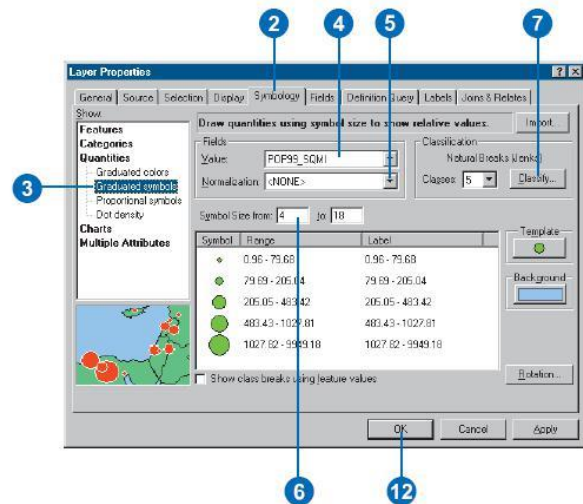 2
4
5
7
Layer Properties
General Source Selection Display Symbology Fields Definition Query Labels Joins & Relates
Show:
Features
Categories
Quantities
Graduated colors
Graduated symbols
Proportional symbols
Dot density
Charts
Multiple Attributes
3
Draw quantities using symbol size to show relative values.
Import...
Fields
Value: POP99_SQMI
Normalization: <NONE>
Classification
Natural Breaks (Jenks)
Classes: 5
Classify...
Symbol Size from: 4 to: 18
Symbol Range Label
0.96 - 79.68 0.96 - 79.68
79.69 - 205.04 79.69 - 205.04
205.05 - 483.42 205.05 - 483.42
483.43 - 1027.81 483.43 - 1027.81
1027.82 - 9949.18 1027.82 - 9949.18
Template
Background
Show class breaks using feature values
Rotation...
OK Cancel Apply
6
12